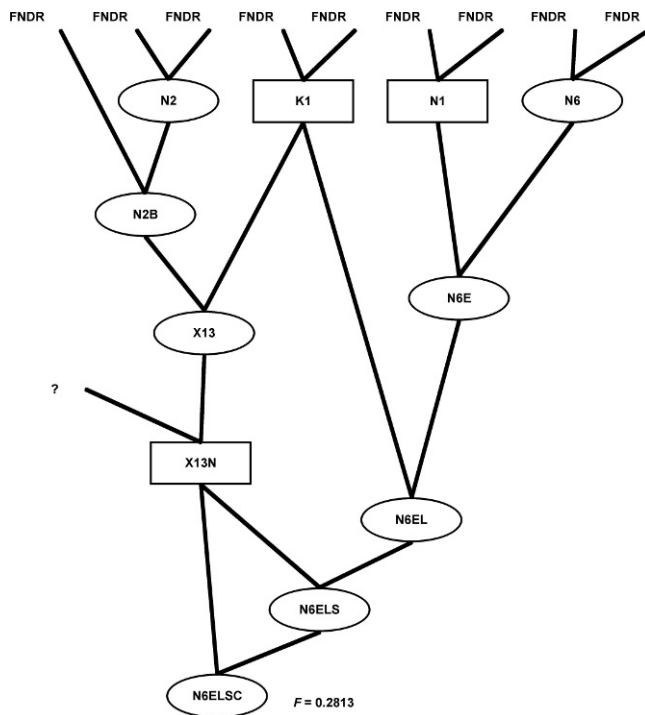 FNDR FNDR FNDR FNDR FNDR FNDR FNDR FNDR FNDR
N2 K1 N1 N6
N2B
N6E
X13
?
X13N
N6EL
N6ELS
N6ELSC F = 0.2813